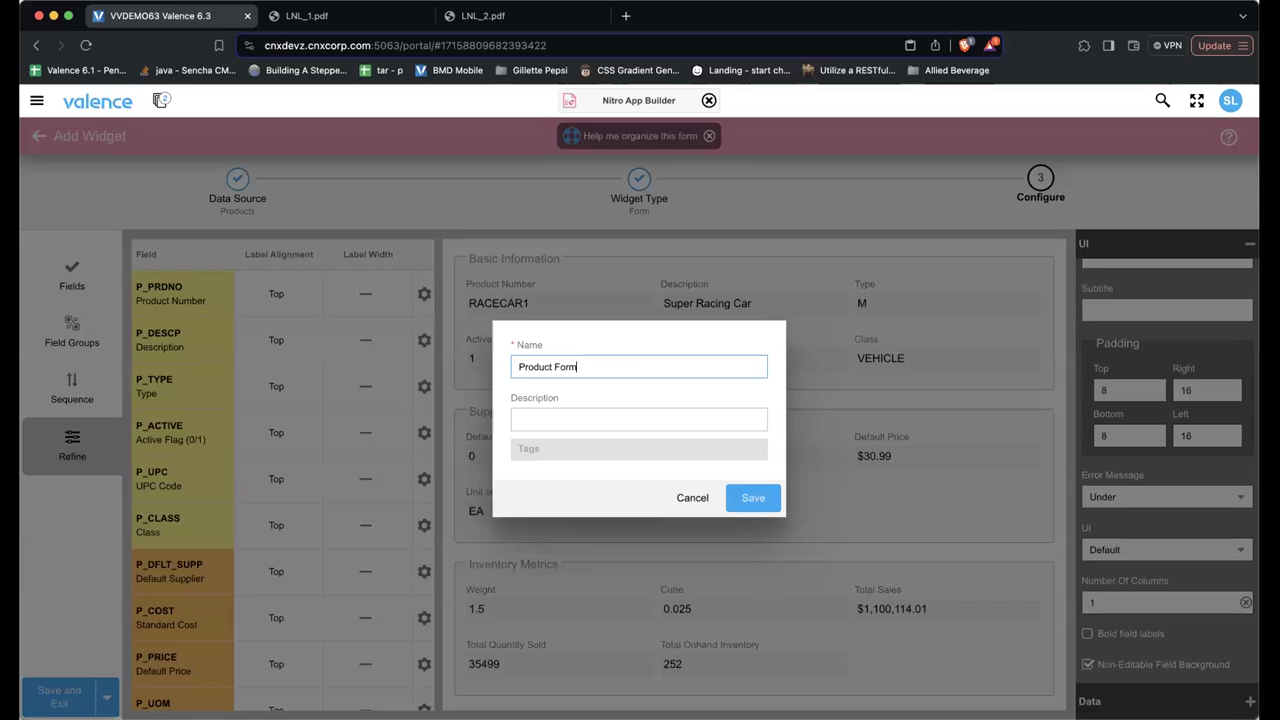 VVDEMO63 Valence 6.3
LNL_1.pdf
LNL_2.pdf
cnxdevz.cnxcorp.com:5063/portal/#17158809682393422
VPN
Update
Valence 6.1 - Pen...
java - Sencha CM...
Building A Steppe...
tar - p
BMD Mobile
Gillette Pepsi
CSS Gradient Gen...
Landing - start ch...
Utilize a RESTful...
Allied Beverage
valence
2
Nitro App Builder
SL
Add Widget
Help me organize this form
Data Source
Products
Widget Type
Form
3
Configure
Fields
Field Groups
Sequence
Refine
Save and
Exit
Field
Label Alignment
Label Width
P_PRDNO
Product Number
Top
P_DESCP
Description
Top
P_TYPE
Type
Top
P_ACTIVE
Active Flag (0/1)
Top
P_UPC
UPC Code
Top
P_CLASS
Class
Top
P_DFLT_SUPP
Default Supplier
Top
P_COST
Standard Cost
Top
P_PRICE
Default Price
Top
P_UOM
Basic Information
Product Number
Description
Type
RACECAR1
Super Racing Car
M
Class
1
VEHICLE
Default Price
0
$30.99
EA
* Name
Product Form
Description
Tags
Cancel
Save
Inventory Metrics
Weight
Cube
Total Sales
1.5
0.025
$1,100,114.01
Total Quantity Sold
Total Onhand Inventory
35499
252
UI
Subtitle
Padding
Top
Right
8
16
Bottom
Left
8
16
Error Message
Under
UI
Default
Number Of Columns
1
Bold field labels
Non-Editable Field Background
Data